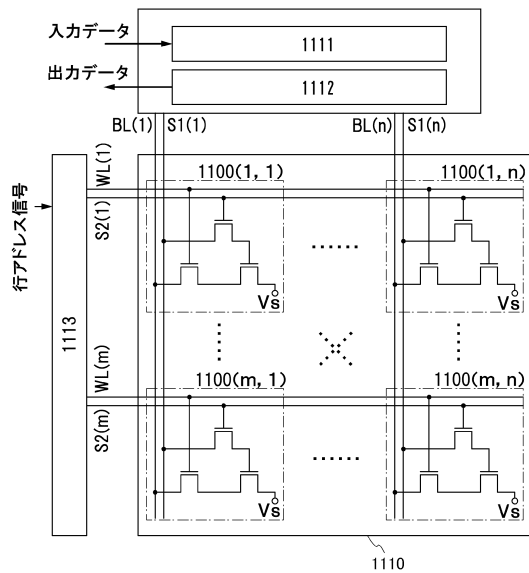 入力データ
1111
出力データ
1112
BL(1)
S1(1)
BL(n)
S1(n)
行アドレス信号
1113
WL(1)
S2(1)
1100(1, 1)
1100(1, n)
Vs
Vs
WL(m)
S2(m)
1100(m, 1)
1100(m, n)
Vs
Vs
1110